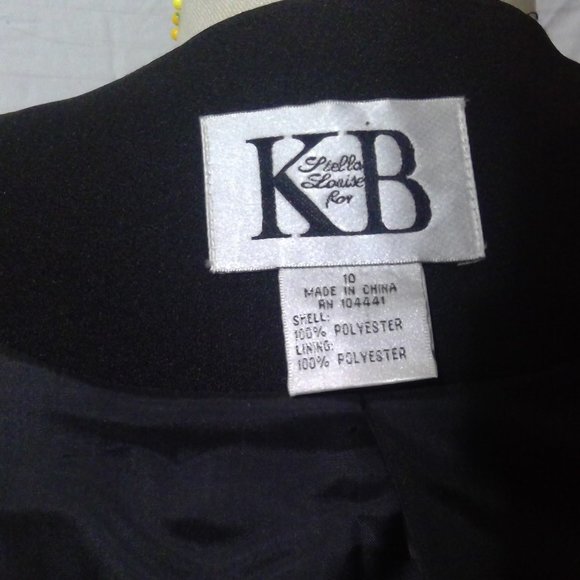 KB
Stella
Louise
for
10
MADE IN CHINA
RN 104441
SHELL:
100% POLYESTER
LINING:
100% POLYESTER